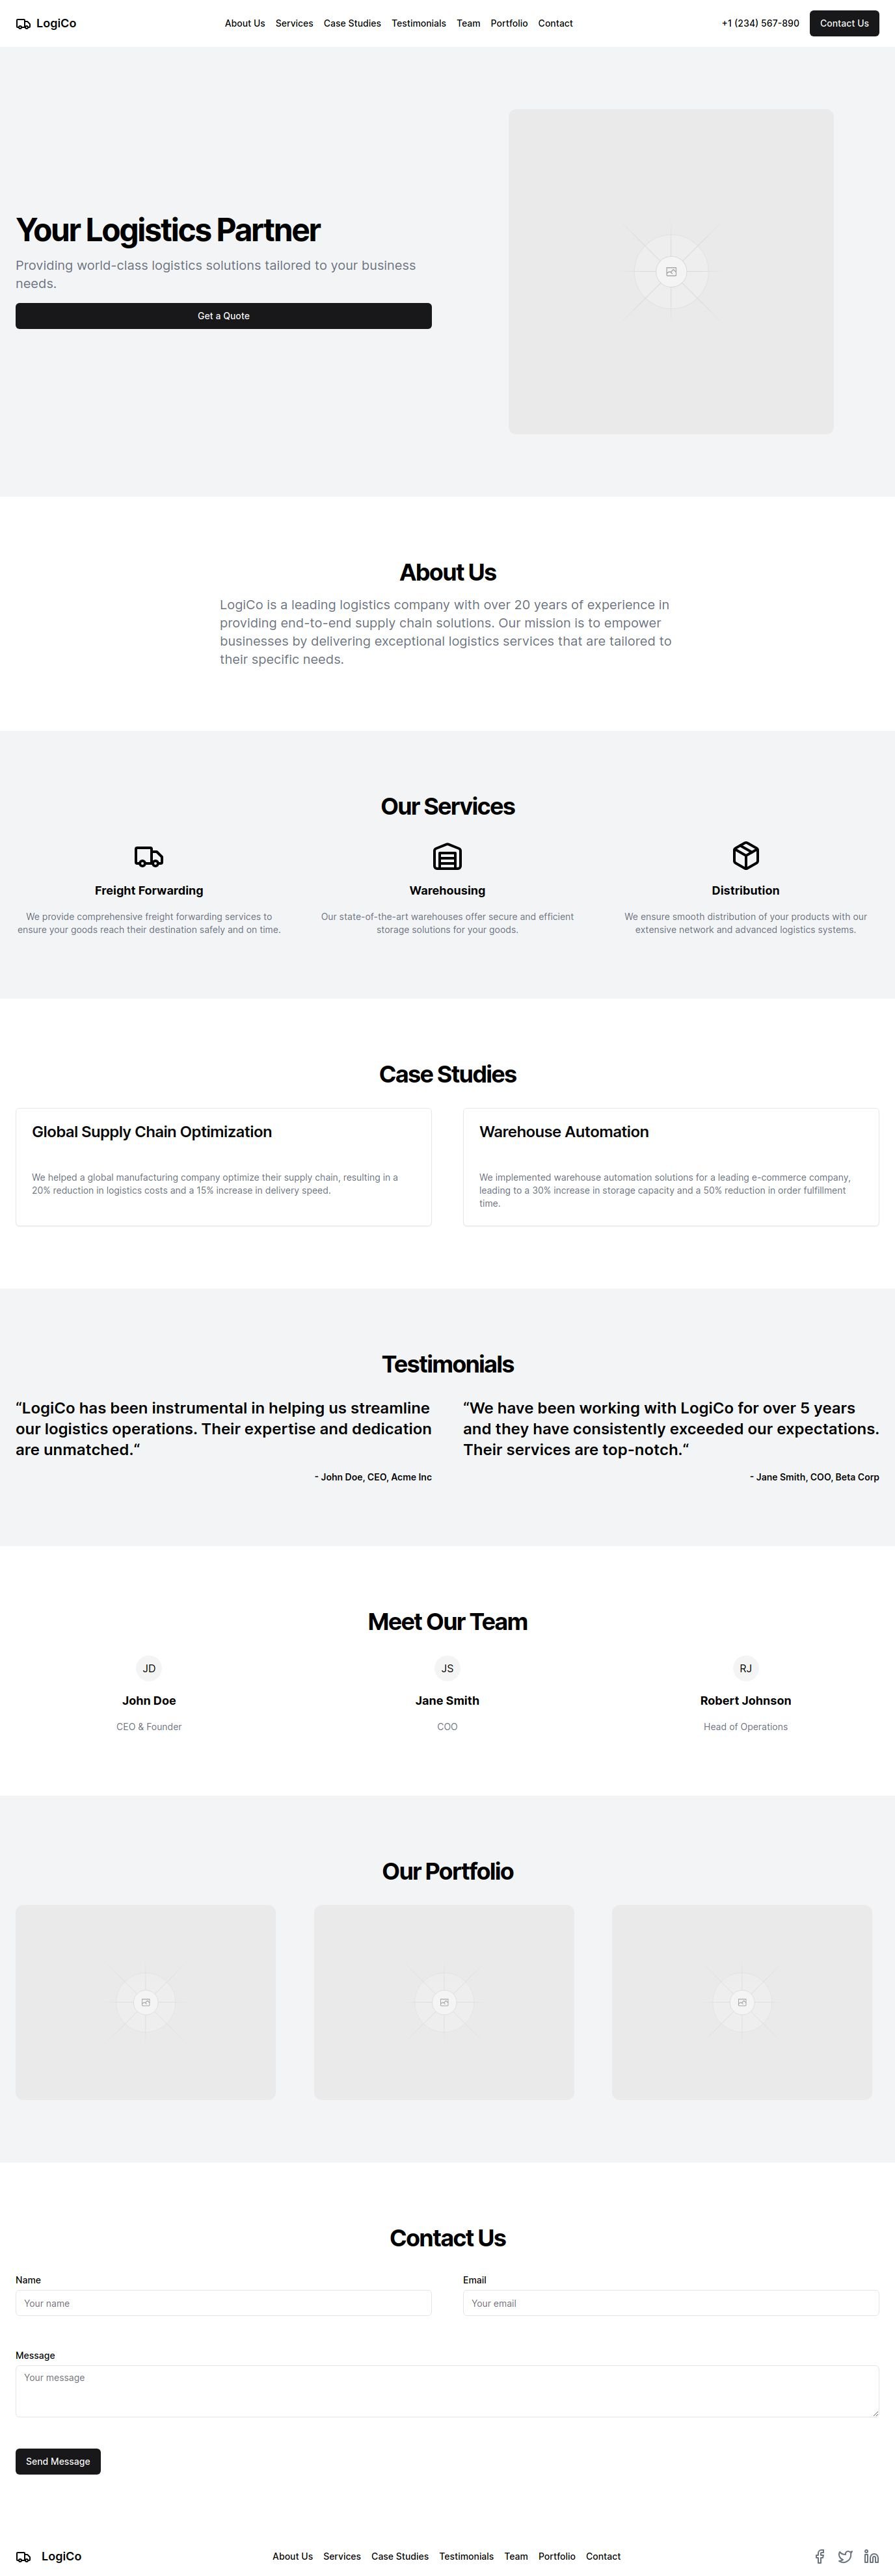 LogiCo
About Us Services Case Studies Testimonials Team Portfolio Contact
+1 (234) 567-890 Contact Us
Your Logistics Partner
Providing world-class logistics solutions tailored to your business
needs.
Get a Quote
About Us
LogiCo is a leading logistics company with over 20 years of experience in
providing end-to-end supply chain solutions. Our mission is to empower
businesses by delivering exceptional logistics services that are tailored to
their specific needs.
Our Services
Freight Forwarding
We provide comprehensive freight forwarding services to
ensure your goods reach their destination safely and on time.
Warehousing
Our state-of-the-art warehouses offer secure and efficient
storage solutions for your goods.
Distribution
We ensure smooth distribution of your products with our
extensive network and advanced logistics systems.
Case Studies
Global Supply Chain Optimization
We helped a global manufacturing company optimize their supply chain, resulting in a
20% reduction in logistics costs and a 15% increase in delivery speed.
Warehouse Automation
We implemented warehouse automation solutions for a leading e-commerce company,
leading to a 30% increase in storage capacity and a 50% reduction in order fulfillment
time.
Testimonials
“LogiCo has been instrumental in helping us streamline
our logistics operations. Their expertise and dedication
are unmatched.“
- John Doe, CEO, Acme Inc
“We have been working with LogiCo for over 5 years
and they have consistently exceeded our expectations.
Their services are top-notch.“
- Jane Smith, COO, Beta Corp
Meet Our Team
JD
John Doe
CEO & Founder
JS
Jane Smith
COO
RJ
Robert Johnson
Head of Operations
Our Portfolio
Contact Us
Name
Your name
Email
Your email
Message
Your message
Send Message
LogiCo
About Us Services Case Studies Testimonials Team Portfolio Contact